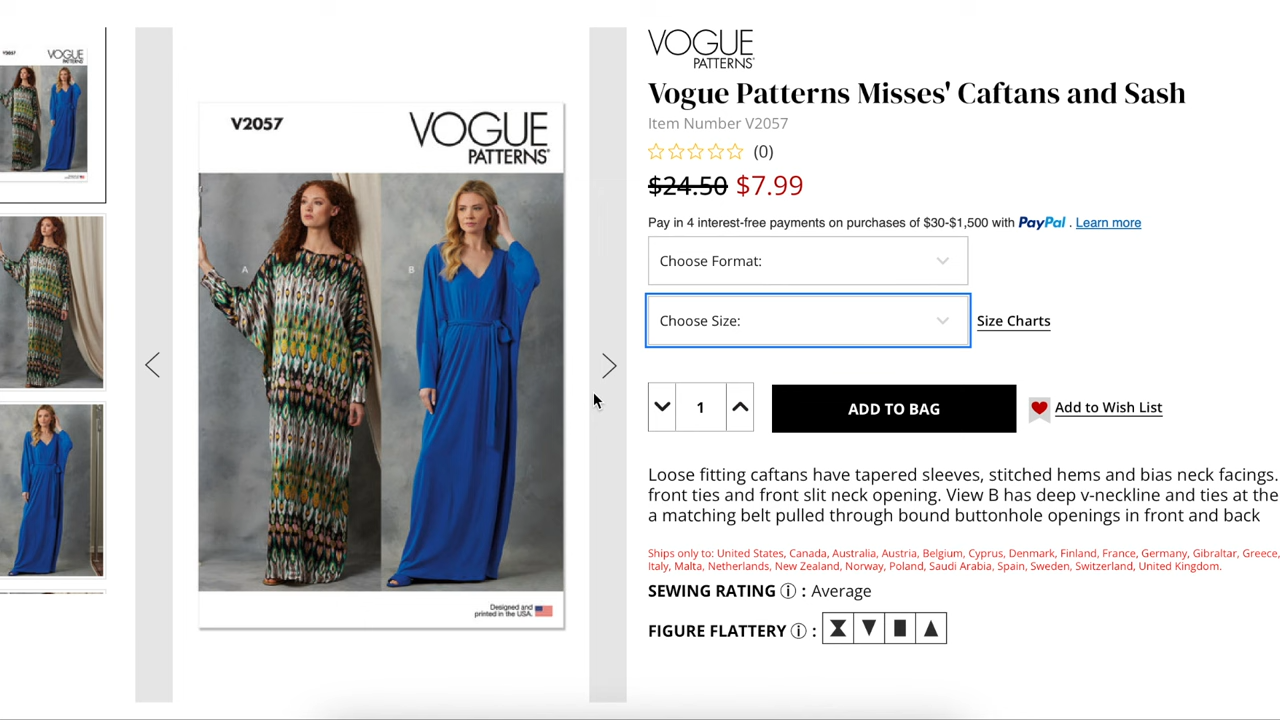 VOGUE
PATTERNS
V2057
VOGUE
PATTERNS
A
B
Designed and
printed in the USA.
VOGUE
PATTERNS
Vogue Patterns Misses' Caftans and Sash
Item Number V2057
(0)
$24.50 $7.99
Pay in 4 interest-free payments on purchases of $30-$1,500 with PayPal . Learn more
Choose Format:
Choose Size:
Size Charts
1
ADD TO BAG
Add to Wish List
Loose fitting caftans have tapered sleeves, stitched hems and bias neck facings.
front ties and front slit neck opening. View B has deep v-neckline and ties at the
a matching belt pulled through bound buttonhole openings in front and back
Ships only to: United States, Canada, Australia, Austria, Belgium, Cyprus, Denmark, Finland, France, Germany, Gibraltar, Greece,
Italy, Malta, Netherlands, New Zealand, Norway, Poland, Saudi Arabia, Spain, Sweden, Switzerland, United Kingdom.
SEWING RATING i : Average
FIGURE FLATTERY i :